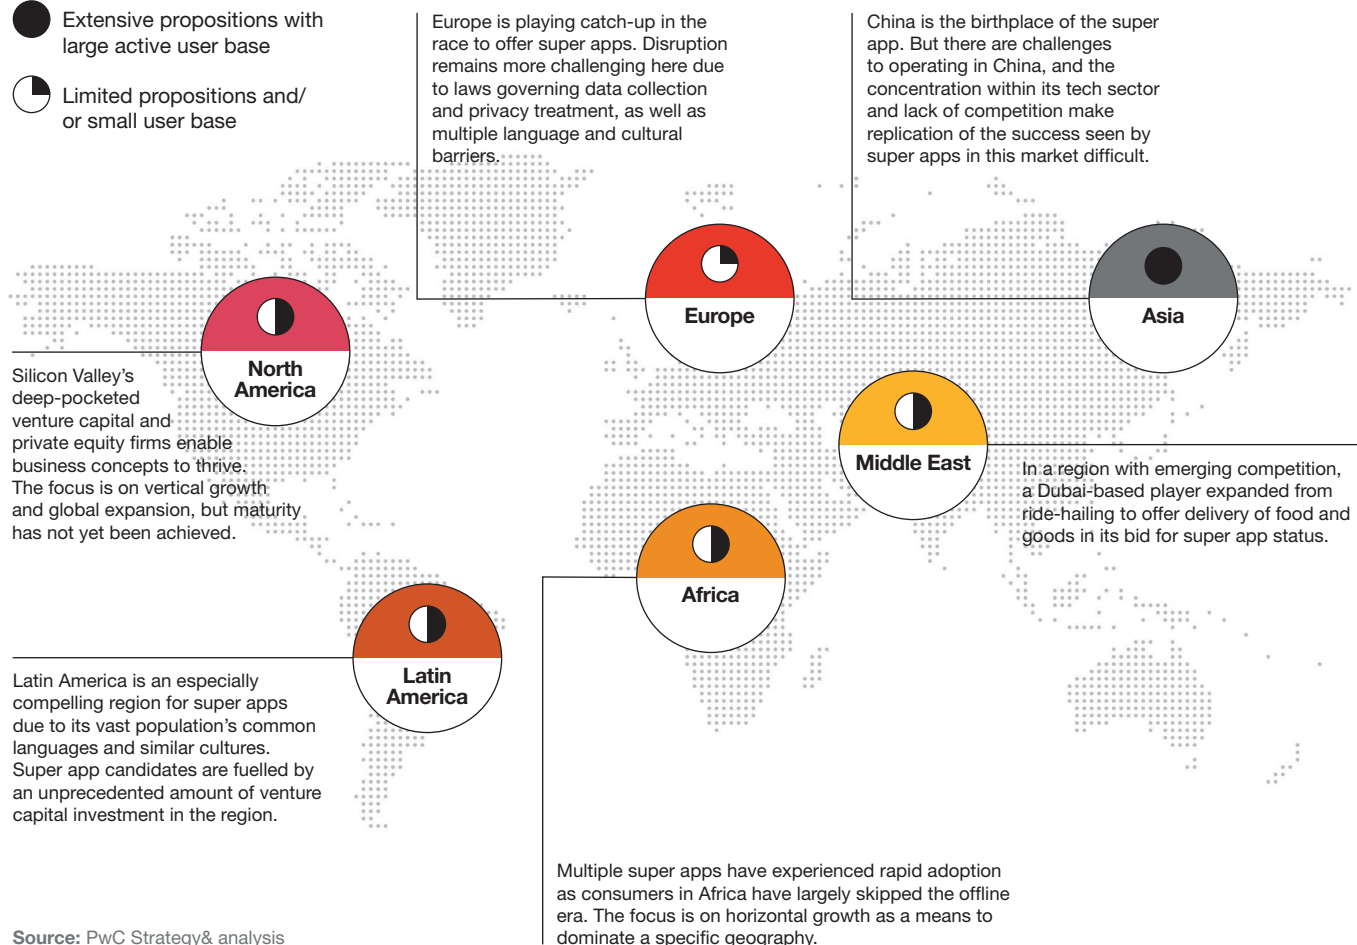 Extensive propositions with
large active user base
Limited propositions and/
or small user base
Europe is playing catch-up in the
race to offer super apps. Disruption
remains more challenging here due
to laws governing data collection
and privacy treatment, as well as
multiple language and cultural
barriers.
China is the birthplace of the super
app. But there are challenges
to operating in China, and the
concentration within its tech sector
and lack of competition make
replication of the success seen by
super apps in this market difficult.
Europe
Asia
North
America
Silicon Valley's
deep-pocketed
venture capital and
private equity firms enable
business concepts to thrive.
The focus is on vertical growth
and global expansion, but maturity
has not yet been achieved.
Middle East
In a region with emerging competition,
a Dubai-based player expanded from
ride-hailing to offer delivery of food and
goods in its bid for super app status.
Africa
Latin
America
Latin America is an especially
compelling region for super apps
due to its vast population's common
languages and similar cultures.
Super app candidates are fuelled by
an unprecedented amount of venture
capital investment in the region.
Multiple super apps have experienced rapid adoption
as consumers in Africa have largely skipped the offline
era. The focus is on horizontal growth as a means to
dominate a specific geography.
Source: PwC Strategy& analysis